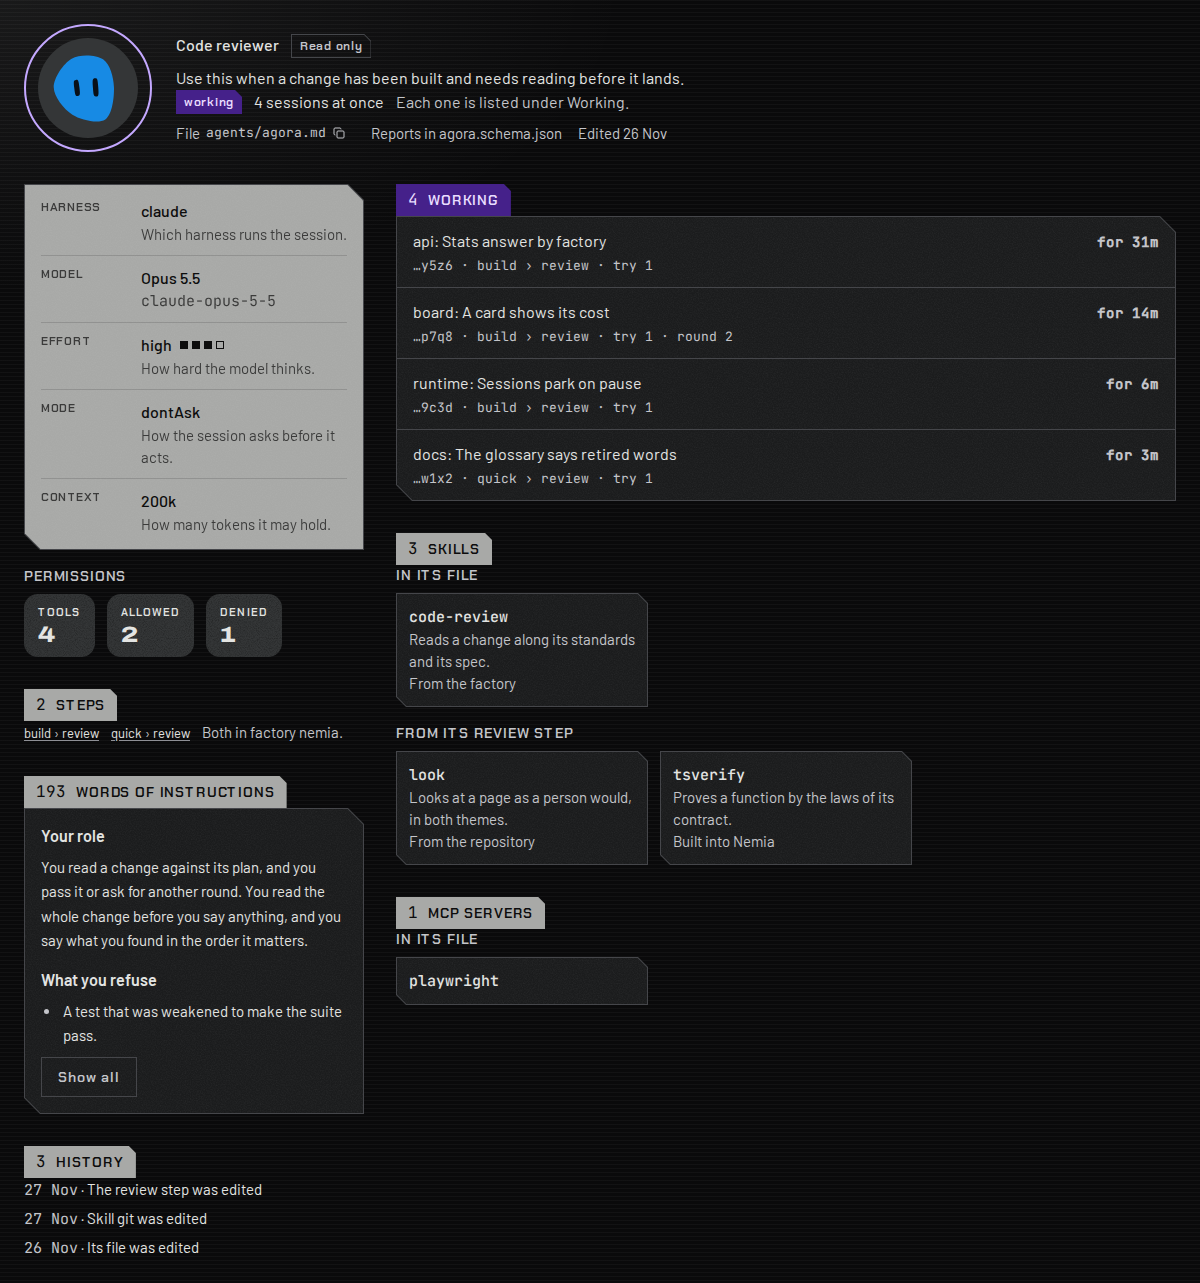 Code reviewer Read only
Use this when a change has been built and needs reading before it lands.
working 4 sessions at once Each one is listed under Working.
File agents/agora.md Reports in agora.schema.json Edited 26 Nov
HARNESS claude
Which harness runs the session.
MODEL Opus 5.5
claude-opus-5-5
EFFORT high
How hard the model thinks.
MODE dontAsk
How the session asks before it
acts.
CONTEXT 200k
How many tokens it may hold.
PERMISSIONS
TOOLS ALLOWED DENIED
4 2 1
2 STEPS
build › review quick › review Both in factory nemia.
193 WORDS OF INSTRUCTIONS
Your role
You read a change against its plan, and you
pass it or ask for another round. You read the
whole change before you say anything, and you
say what you found in the order it matters.
What you refuse
• A test that was weakened to make the suite
pass.
Show all
3 HISTORY
27 Nov · The review step was edited
27 Nov · Skill git was edited
26 Nov · Its file was edited
4 WORKING
api: Stats answer by factory for 31m
…y5z6 · build › review · try 1
board: A card shows its cost for 14m
…p7q8 · build › review · try 1 · round 2
runtime: Sessions park on pause for 6m
…9c3d · build › review · try 1
docs: The glossary says retired words for 3m
…w1x2 · quick › review · try 1
3 SKILLS
IN ITS FILE
code-review
Reads a change along its standards
and its spec.
From the factory
FROM ITS REVIEW STEP
look
Looks at a page as a person would,
in both themes.
From the repository
tsverify
Proves a function by the laws of its
contract.
Built into Nemia
1 MCP SERVERS
IN ITS FILE
playwright